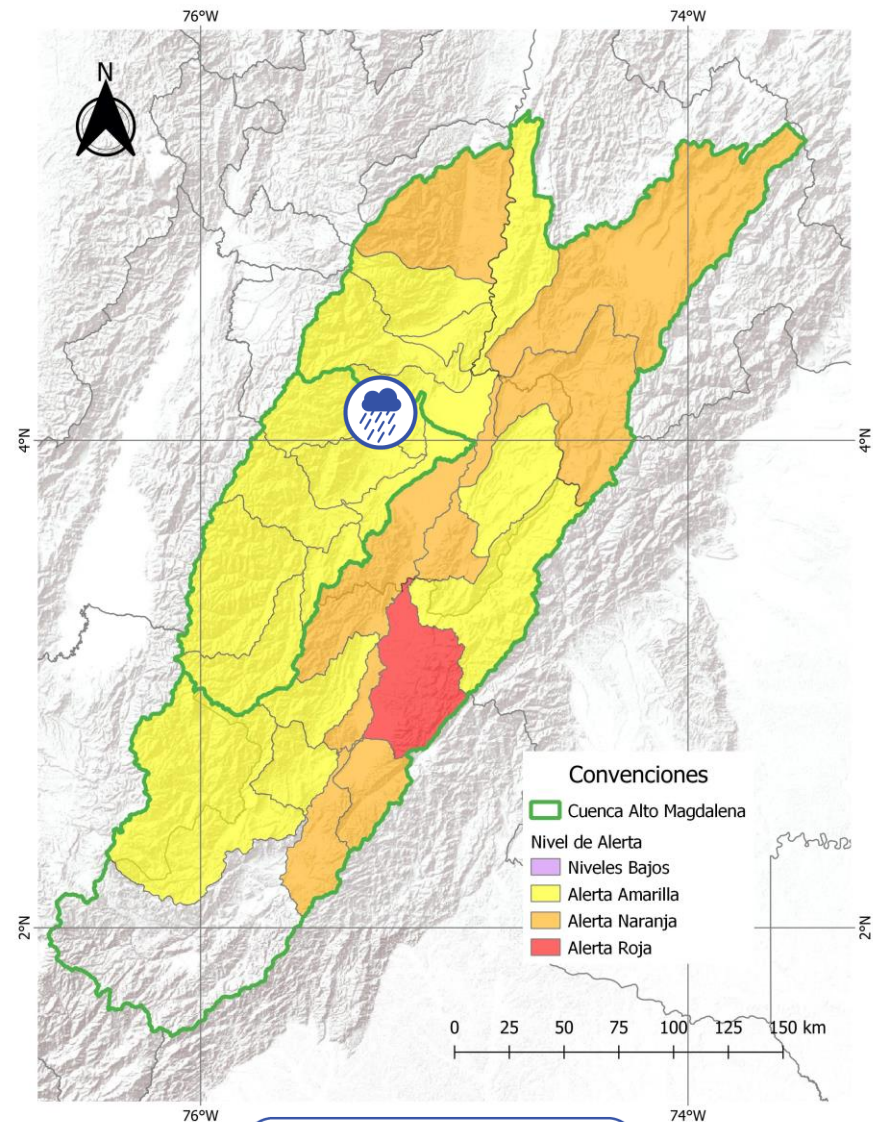 76°W 74°W
N
4°N 4°N
Convenciones
Cuenca Alto Magdalena
Nivel de Alerta
Niveles Bajos
Alerta Amarilla
Alerta Naranja
Alerta Roja
2°N 2°N
0 25 50 75 100 125 150 km
76°W 74°W